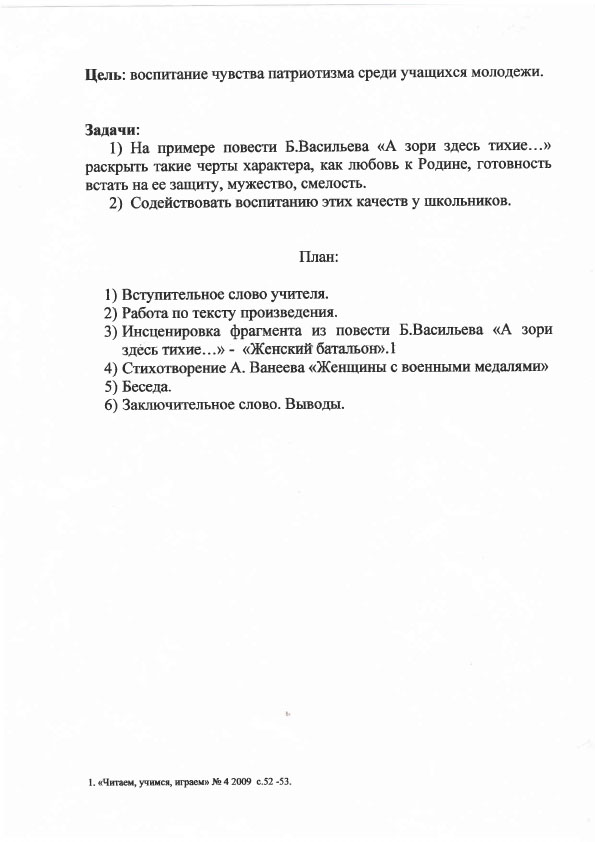 Цель: воспитание чувства патриотизма среди учащихся молодежи.
Задачи:
1) На примере повести Б.Васильева «А зори здесь тихие…»
раскрыть такие черты характера, как любовь к Родине, готовность
встать на ее защиту, мужество, смелость.
2) Содействовать воспитанию этих качеств у школьников.
План:
1) Вступительное слово учителя.
2) Работа по тексту произведения.
3) Инсценировка фрагмента из повести Б.Васильева «А зори
здесь тихие…» - «Женский батальон».1
4) Стихотворение А. Ванеева «Женщины с военными медалями»
5) Беседа.
6) Заключительное слово. Выводы.
1. «Читаем, учимся, играем» № 4 2009 с.52 -53.